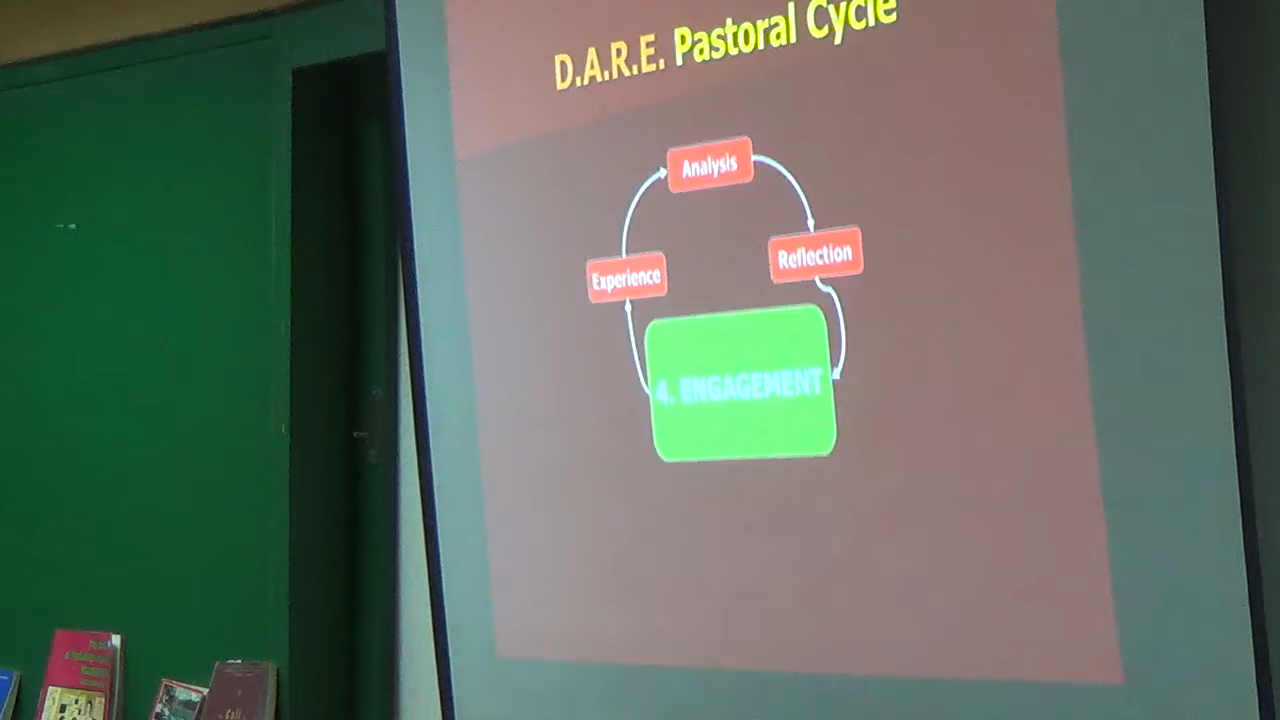 D.A.R.E. Pastoral Cycle
Analysis
Reflection
Experience
4. ENGAGEMENT